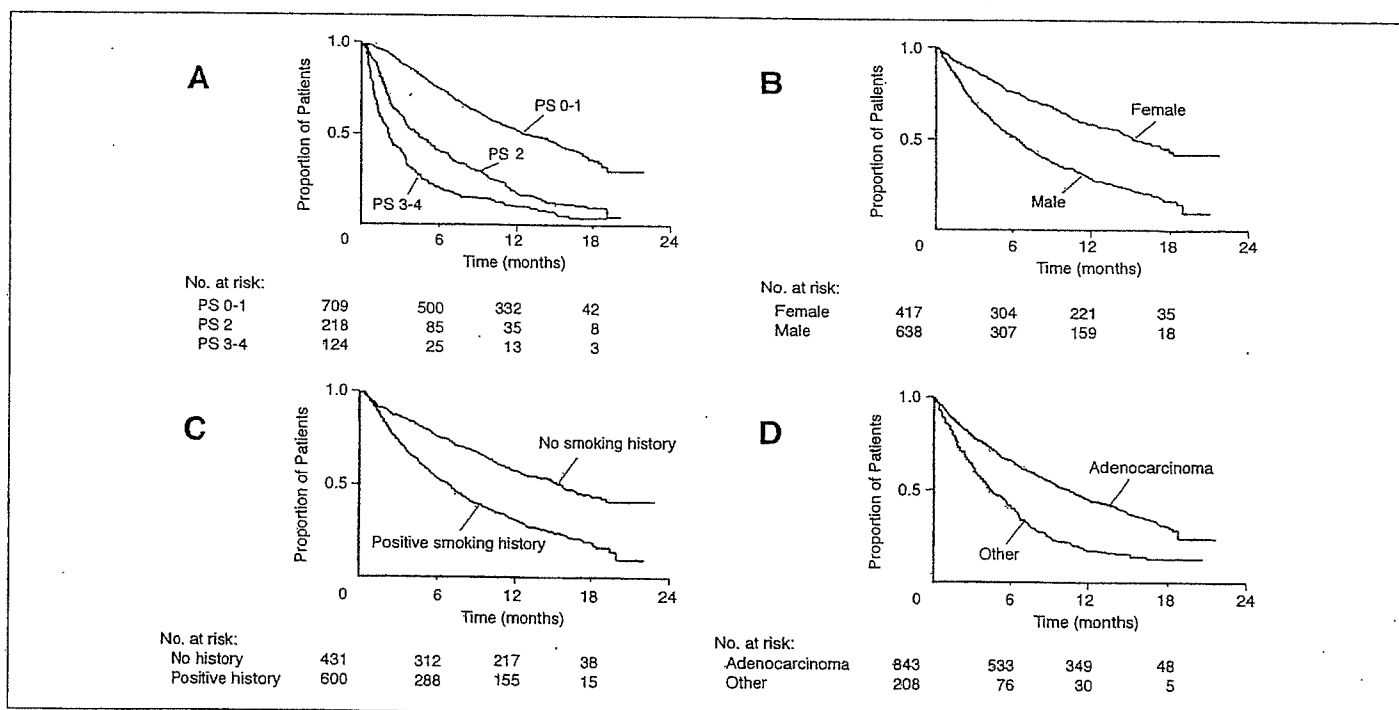 A
Proportion of Patients
1.0
0.5
PS 0-1
PS 2
PS 3-4
0 6 12 18 24
Time (months)
No. at risk:
PS 0-1 709 500 332 42
PS 2 218 85 35 8
PS 3-4 124 25 13 3
B
Proportion of Patients
1.0
0.5
Female
Male
0 6 12 18 24
Time (months)
No. at risk:
Female 417 304 221 35
Male 638 307 159 18
C
Proportion of Patients
1.0
0.5
No smoking history
Positive smoking history
0 6 12 18 24
Time (months)
No. at risk:
No history 431 312 217 38
Positive history 600 288 155 15
D
Proportion of Patients
1.0
0.5
Adenocarcinoma
Other
0 6 12 18 24
Time (months)
No. at risk:
Adenocarcinoma 843 533 349 48
Other 208 76 30 5